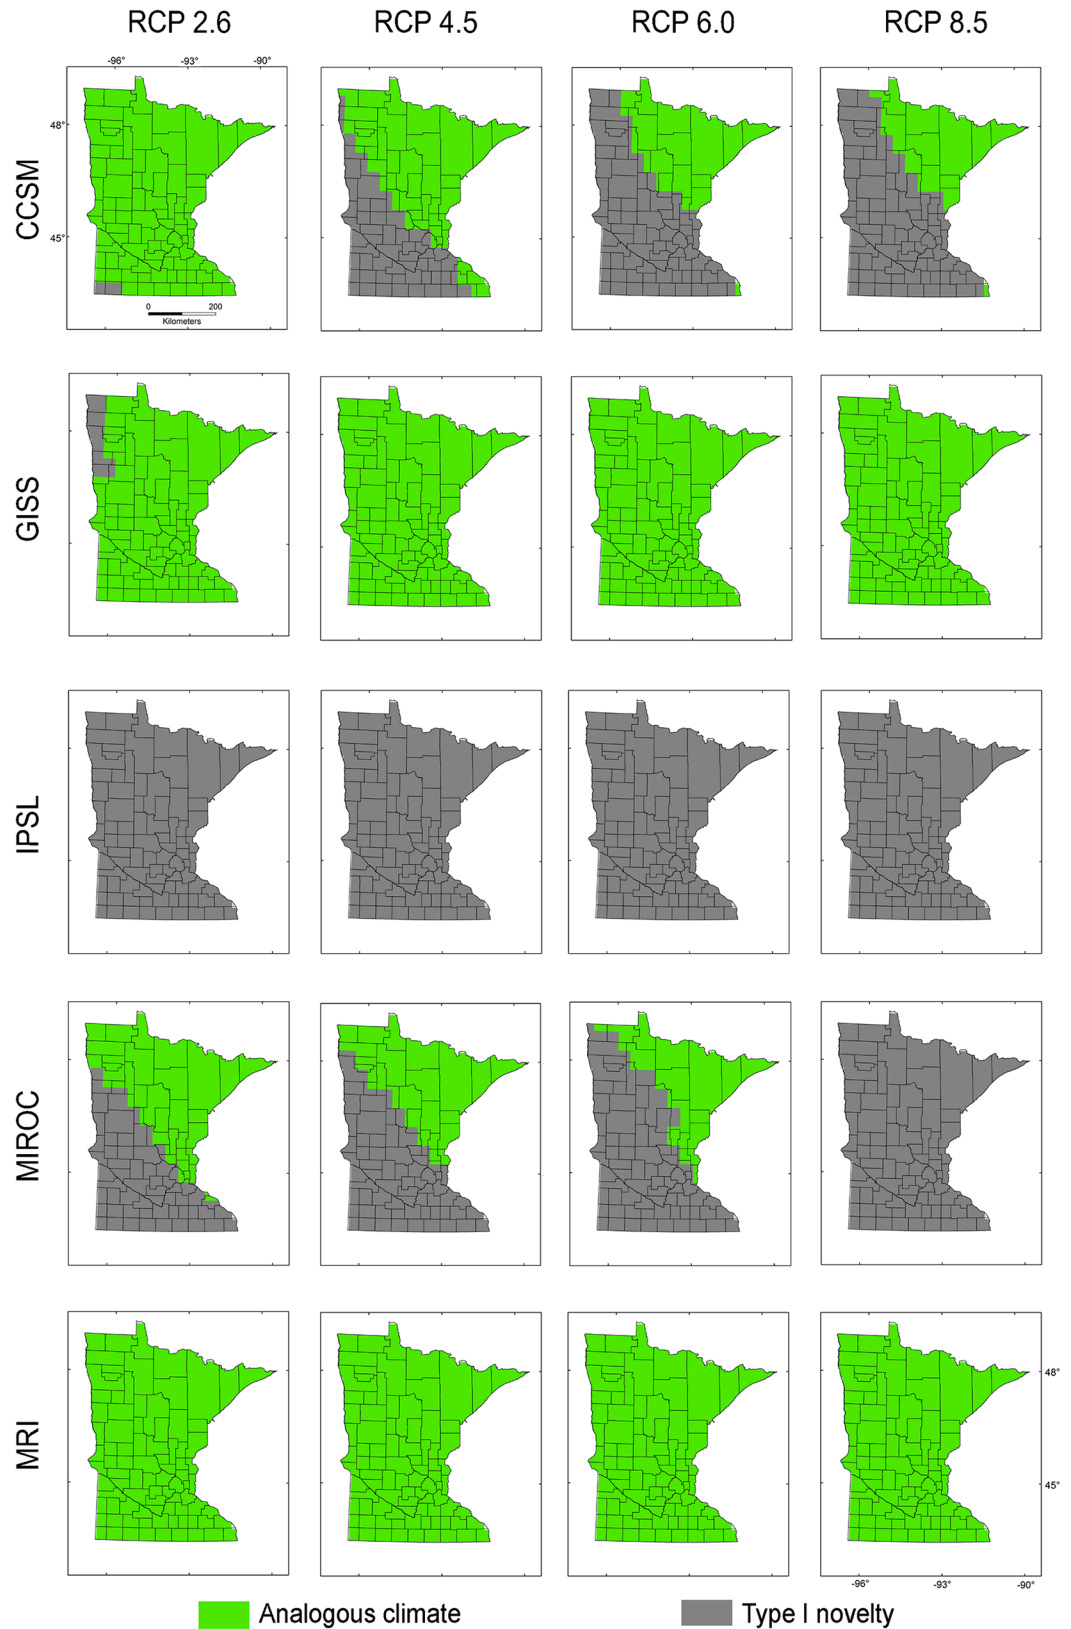 RCP 2.6 RCP 4.5 RCP 6.0 RCP 8.5
-96° -93° -90°
48°
CCSM
45°
0 200
Kilometers
GISS
IPSL
MIROC
MRI
48°
45°
-96° -93° -90°
Analogous climate Type I novelty